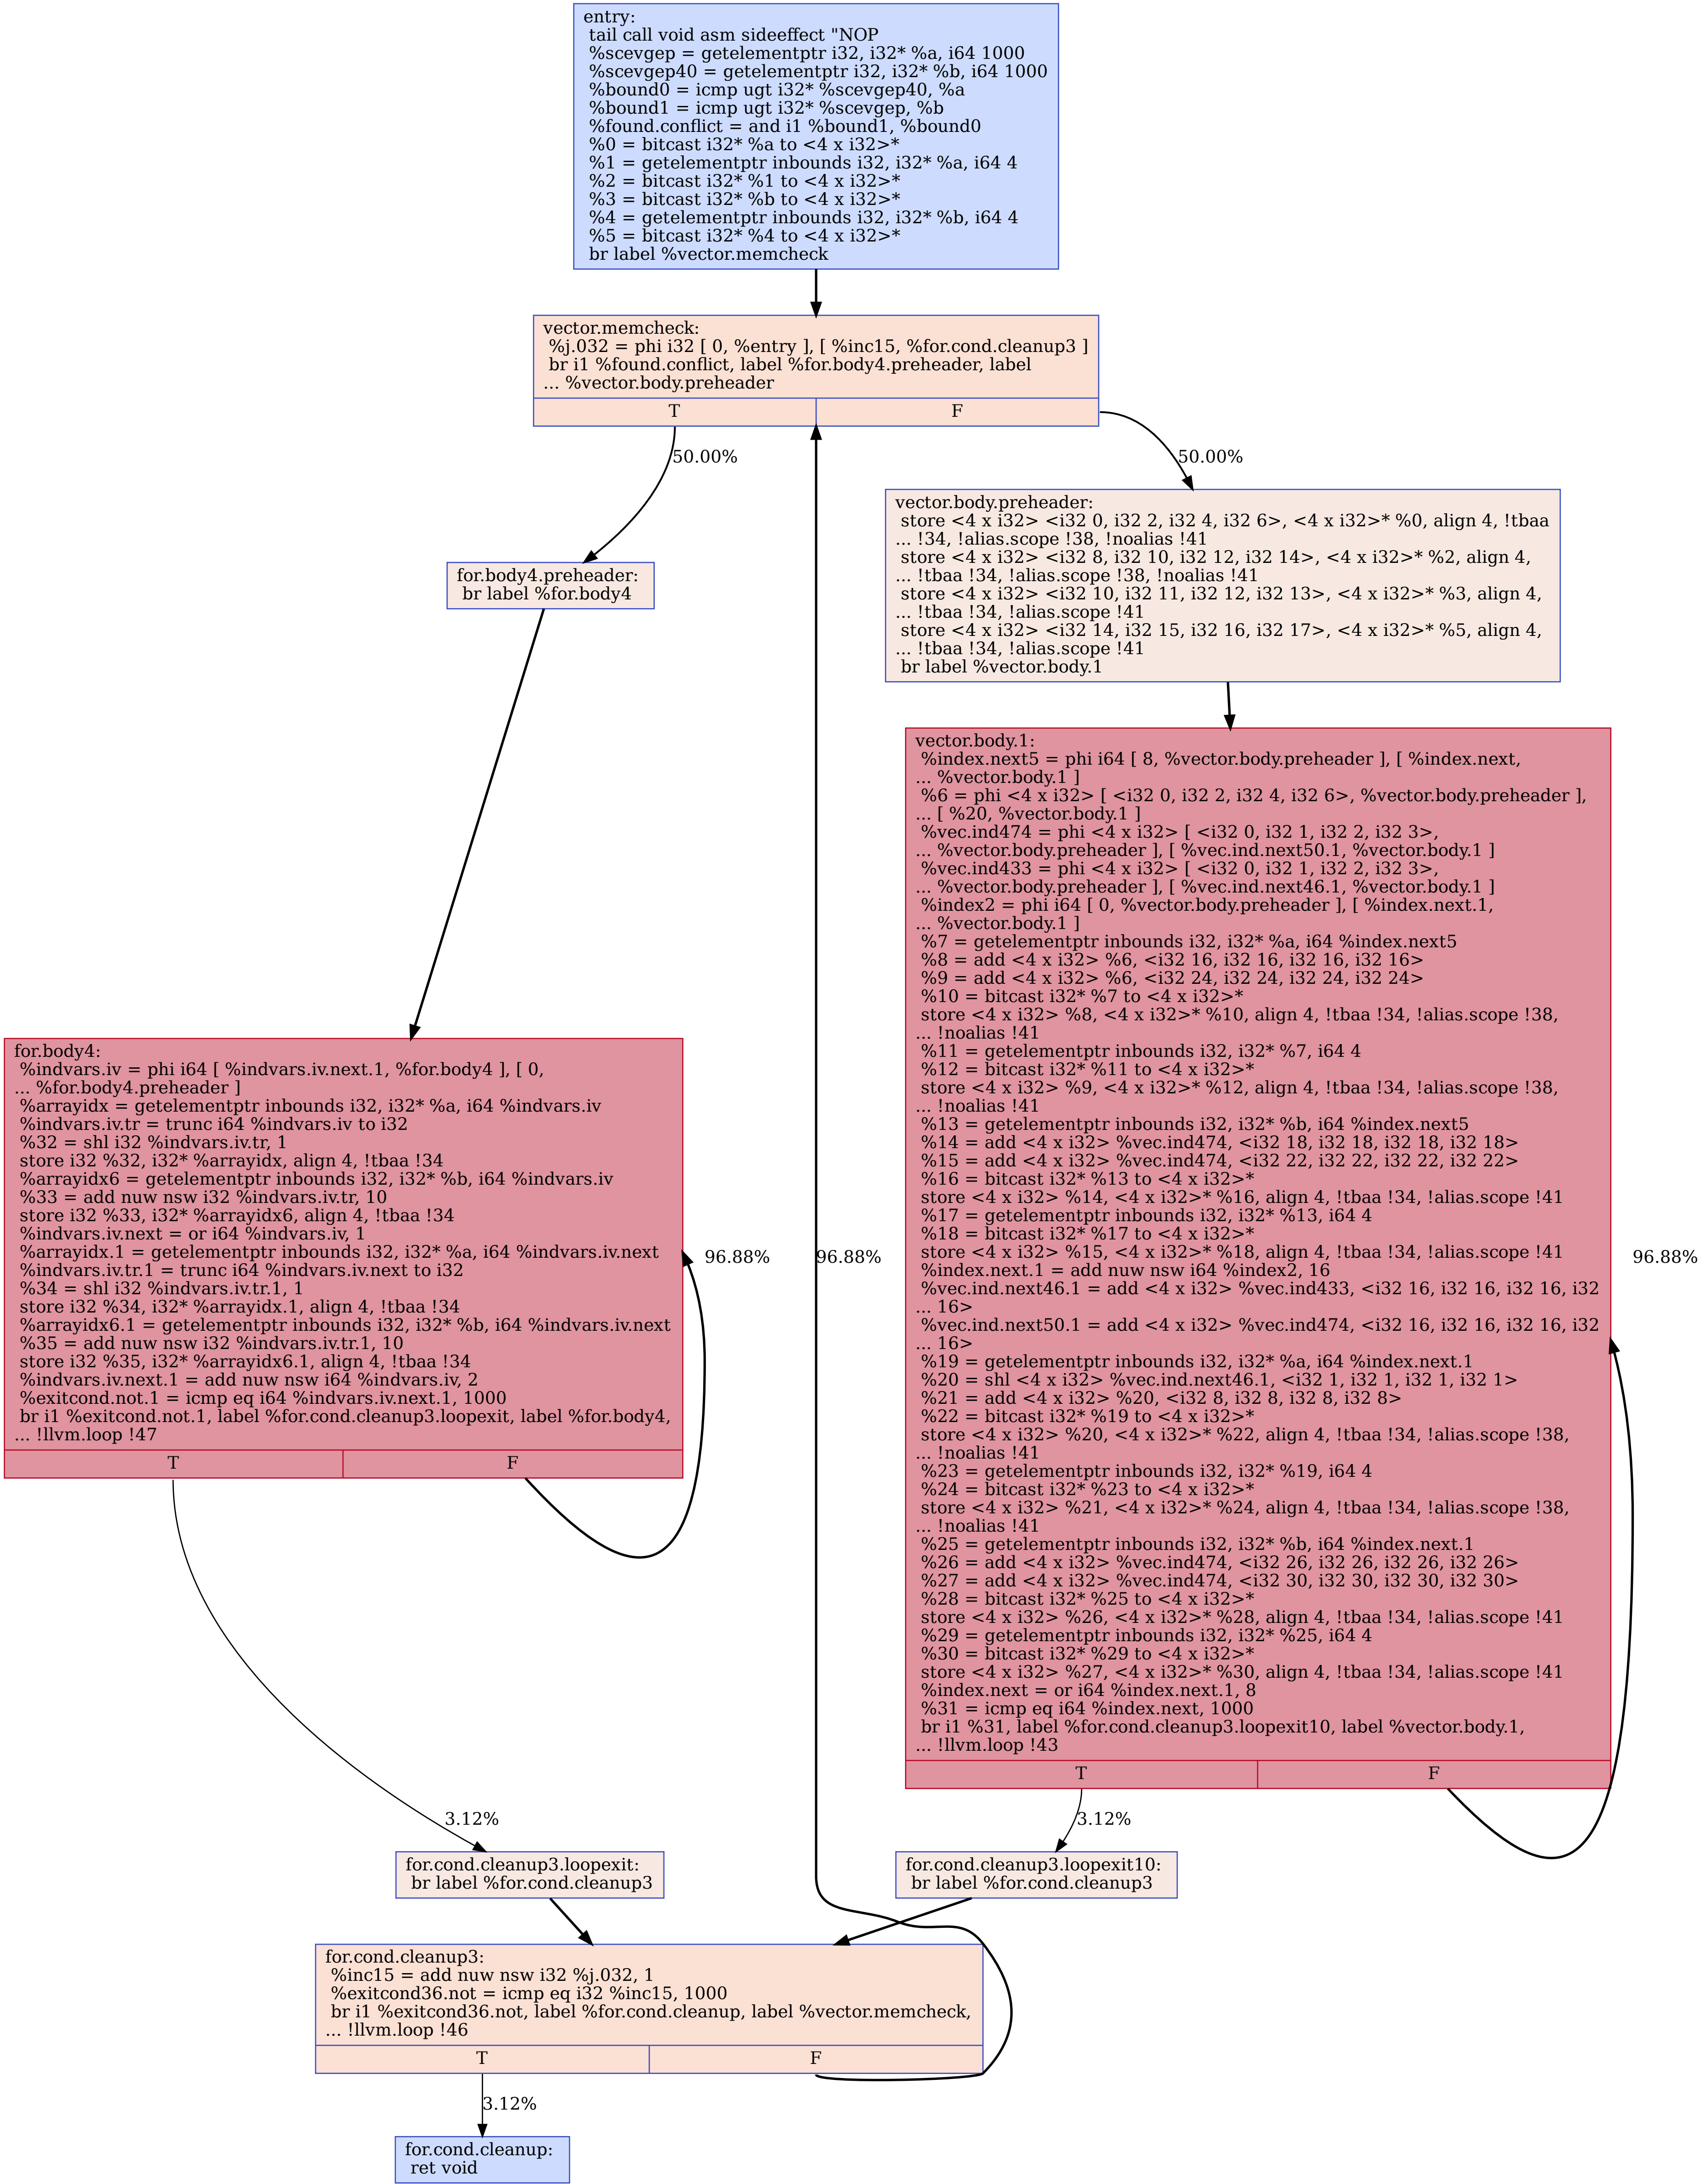 entry:
tail call void asm sideeffect "NOP
%scevgep = getelementptr i32, i32* %a, i64 1000
%scevgep40 = getelementptr i32, i32* %b, i64 1000
%bound0 = icmp ugt i32* %scevgep40, %a
%bound1 = icmp ugt i32* %scevgep, %b
%found.conflict = and i1 %bound1, %bound0
%0 = bitcast i32* %a to <4 x i32>*
%1 = getelementptr inbounds i32, i32* %a, i64 4
%2 = bitcast i32* %1 to <4 x i32>*
%3 = bitcast i32* %b to <4 x i32>*
%4 = getelementptr inbounds i32, i32* %b, i64 4
%5 = bitcast i32* %4 to <4 x i32>*
br label %vector.memcheck
vector.memcheck:
%j.032 = phi i32 [ 0, %entry ], [ %inc15, %for.cond.cleanup3 ]
br i1 %found.conflict, label %for.body4.preheader, label
... %vector.body.preheader
T
F
50.00%
50.00%
vector.body.preheader:
store <4 x i32> <i32 0, i32 2, i32 4, i32 6>, <4 x i32>* %0, align 4, !tbaa
... !34, !alias.scope !38, !noalias !41
store <4 x i32> <i32 8, i32 10, i32 12, i32 14>, <4 x i32>* %2, align 4,
... !tbaa !34, !alias.scope !38, !noalias !41
store <4 x i32> <i32 10, i32 11, i32 12, i32 13>, <4 x i32>* %3, align 4,
... !tbaa !34, !alias.scope !41
store <4 x i32> <i32 14, i32 15, i32 16, i32 17>, <4 x i32>* %5, align 4,
... !tbaa !34, !alias.scope !41
br label %vector.body.1
for.body4.preheader:
br label %for.body4
vector.body.1:
%index.next5 = phi i64 [ 8, %vector.body.preheader ], [ %index.next,
... %vector.body.1 ]
%6 = phi <4 x i32> [ <i32 0, i32 2, i32 4, i32 6>, %vector.body.preheader ],
... [ %20, %vector.body.1 ]
%vec.ind474 = phi <4 x i32> [ <i32 0, i32 1, i32 2, i32 3>,
... %vector.body.preheader ], [ %vec.ind.next50.1, %vector.body.1 ]
%vec.ind433 = phi <4 x i32> [ <i32 0, i32 1, i32 2, i32 3>,
... %vector.body.preheader ], [ %vec.ind.next46.1, %vector.body.1 ]
%index2 = phi i64 [ 0, %vector.body.preheader ], [ %index.next.1,
... %vector.body.1 ]
%7 = getelementptr inbounds i32, i32* %a, i64 %index.next5
%8 = add <4 x i32> %6, <i32 16, i32 16, i32 16, i32 16>
%9 = add <4 x i32> %6, <i32 24, i32 24, i32 24, i32 24>
%10 = bitcast i32* %7 to <4 x i32>*
store <4 x i32> %8, <4 x i32>* %10, align 4, !tbaa !34, !alias.scope !38,
... !noalias !41
%11 = getelementptr inbounds i32, i32* %7, i64 4
%12 = bitcast i32* %11 to <4 x i32>*
store <4 x i32> %9, <4 x i32>* %12, align 4, !tbaa !34, !alias.scope !38,
... !noalias !41
%13 = getelementptr inbounds i32, i32* %b, i64 %index.next5
%14 = add <4 x i32> %vec.ind474, <i32 18, i32 18, i32 18, i32 18>
%15 = add <4 x i32> %vec.ind474, <i32 22, i32 22, i32 22, i32 22>
%16 = bitcast i32* %13 to <4 x i32>*
store <4 x i32> %14, <4 x i32>* %16, align 4, !tbaa !34, !alias.scope !41
%17 = getelementptr inbounds i32, i32* %13, i64 4
%18 = bitcast i32* %17 to <4 x i32>*
store <4 x i32> %15, <4 x i32>* %18, align 4, !tbaa !34, !alias.scope !41
%index.next.1 = add nuw nsw i64 %index2, 16
%vec.ind.next46.1 = add <4 x i32> %vec.ind433, <i32 16, i32 16, i32 16, i32
... 16>
%vec.ind.next50.1 = add <4 x i32> %vec.ind474, <i32 16, i32 16, i32 16, i32
... 16>
%19 = getelementptr inbounds i32, i32* %a, i64 %index.next.1
%20 = shl <4 x i32> %vec.ind.next46.1, <i32 1, i32 1, i32 1, i32 1>
%21 = add <4 x i32> %20, <i32 8, i32 8, i32 8, i32 8>
%22 = bitcast i32* %19 to <4 x i32>*
store <4 x i32> %20, <4 x i32>* %22, align 4, !tbaa !34, !alias.scope !38,
... !noalias !41
%23 = getelementptr inbounds i32, i32* %19, i64 4
%24 = bitcast i32* %23 to <4 x i32>*
store <4 x i32> %21, <4 x i32>* %24, align 4, !tbaa !34, !alias.scope !38,
... !noalias !41
%25 = getelementptr inbounds i32, i32* %b, i64 %index.next.1
%26 = add <4 x i32> %vec.ind474, <i32 26, i32 26, i32 26, i32 26>
%27 = add <4 x i32> %vec.ind474, <i32 30, i32 30, i32 30, i32 30>
%28 = bitcast i32* %25 to <4 x i32>*
store <4 x i32> %26, <4 x i32>* %28, align 4, !tbaa !34, !alias.scope !41
%29 = getelementptr inbounds i32, i32* %25, i64 4
%30 = bitcast i32* %29 to <4 x i32>*
store <4 x i32> %27, <4 x i32>* %30, align 4, !tbaa !34, !alias.scope !41
%index.next = or i64 %index.next.1, 8
%31 = icmp eq i64 %index.next, 1000
br i1 %31, label %for.cond.cleanup3.loopexit10, label %vector.body.1,
... !llvm.loop !43
T
F
96.88%
for.body4:
%indvars.iv = phi i64 [ %indvars.iv.next.1, %for.body4 ], [ 0,
... %for.body4.preheader ]
%arrayidx = getelementptr inbounds i32, i32* %a, i64 %indvars.iv
%indvars.iv.tr = trunc i64 %indvars.iv to i32
%32 = shl i32 %indvars.iv.tr, 1
store i32 %32, i32* %arrayidx, align 4, !tbaa !34
%arrayidx6 = getelementptr inbounds i32, i32* %b, i64 %indvars.iv
%33 = add nuw nsw i32 %indvars.iv.tr, 10
store i32 %33, i32* %arrayidx6, align 4, !tbaa !34
%indvars.iv.next = or i64 %indvars.iv, 1
%arrayidx.1 = getelementptr inbounds i32, i32* %a, i64 %indvars.iv.next
%indvars.iv.tr.1 = trunc i64 %indvars.iv.next to i32
%34 = shl i32 %indvars.iv.tr.1, 1
store i32 %34, i32* %arrayidx.1, align 4, !tbaa !34
%arrayidx6.1 = getelementptr inbounds i32, i32* %b, i64 %indvars.iv.next
%35 = add nuw nsw i32 %indvars.iv.tr.1, 10
store i32 %35, i32* %arrayidx6.1, align 4, !tbaa !34
%indvars.iv.next.1 = add nuw nsw i64 %indvars.iv, 2
%exitcond.not.1 = icmp eq i64 %indvars.iv.next.1, 1000
br i1 %exitcond.not.1, label %for.cond.cleanup3.loopexit, label %for.body4,
... !llvm.loop !47
T
F
96.88%
96.88%
3.12%
3.12%
for.cond.cleanup3.loopexit:
br label %for.cond.cleanup3
for.cond.cleanup3.loopexit10:
br label %for.cond.cleanup3
for.cond.cleanup3:
%inc15 = add nuw nsw i32 %j.032, 1
%exitcond36.not = icmp eq i32 %inc15, 1000
br i1 %exitcond36.not, label %for.cond.cleanup, label %vector.memcheck,
... !llvm.loop !46
T
F
3.12%
for.cond.cleanup:
ret void